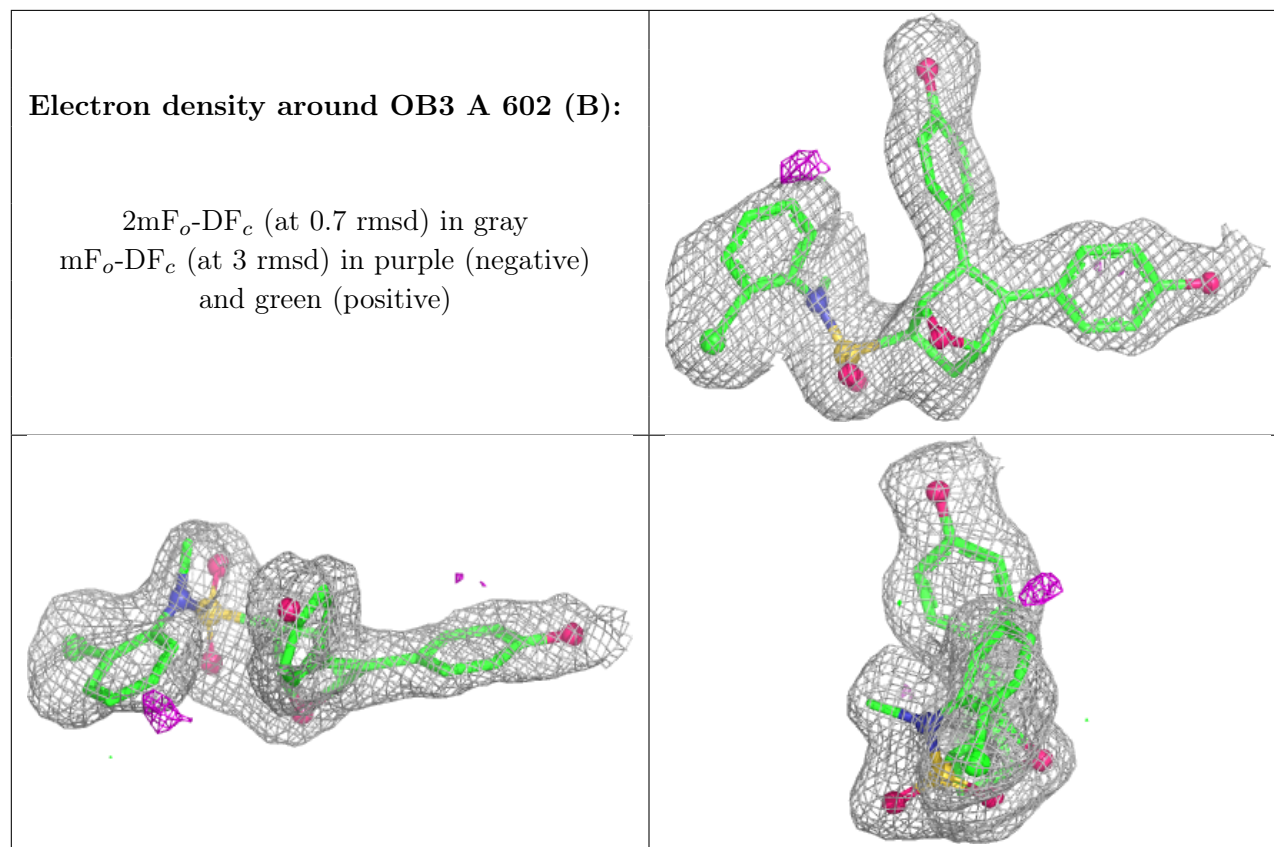 Electron density around OB3 A 602 (B):
2mFo-DFc (at 0.7 rmsd) in gray
mFo-DFc (at 3 rmsd) in purple (negative)
and green (positive)